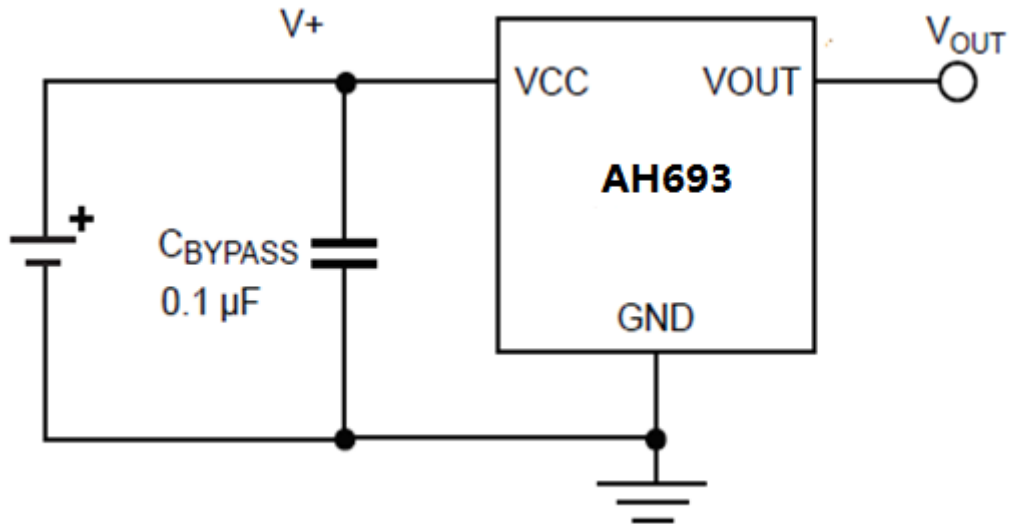 V+
VOUT
VCC
VOUT
AH693
+
CBYPASS
0.1 µF
GND